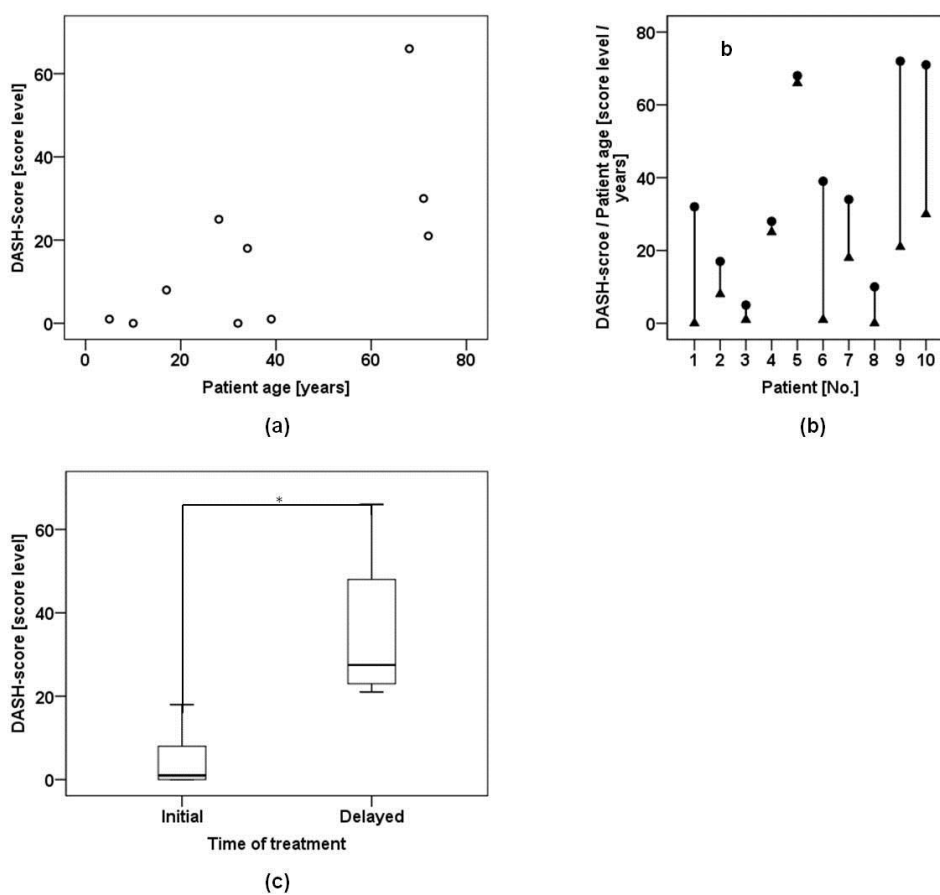 DASH-Score [score level]
60
40
20
0
0 20 40 60 80
Patient age [years]
(a)
DASH-scroe / Patient age [score level /
years]
b
80
60
40
20
0
1 2 3 4 5 6 7 8 9 10
Patient [No.]
(b)
DASH-score [score level]
*
60
40
20
0
Initial Delayed
Time of treatment
(c)